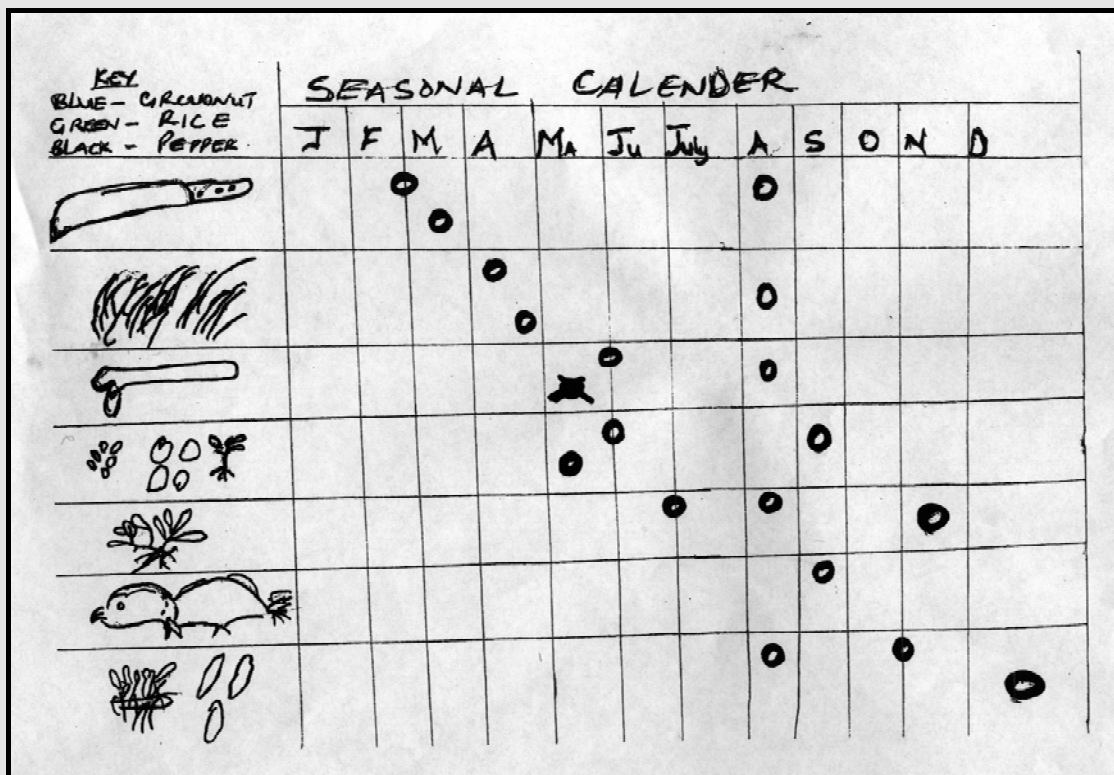 KEY
BLUE - GROUNDNUT
GREEN - RICE
BLACK - PEPPER
SEASONAL CALENDER
J F M A MA Ju July A S O N D